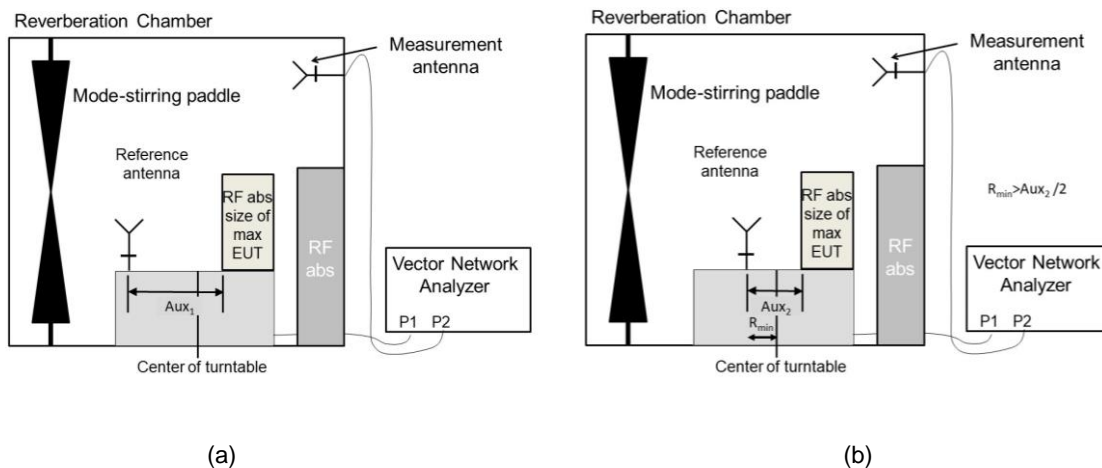 Reverberation Chamber
Measurement
antenna
Mode-stirring paddle
Reference
antenna
RF abs
size of
max
EUT
RF
abs
Aux₁
Vector Network
Analyzer
P1 P2
Center of turntable
(a)
Reverberation Chamber
Measurement
antenna
Mode-stirring paddle
Reference
antenna
RF abs
size of
max
EUT
RF
abs
R_min>Aux₂ /2
Aux₂
R_min
Vector Network
Analyzer
P1 P2
Center of turntable
(b)